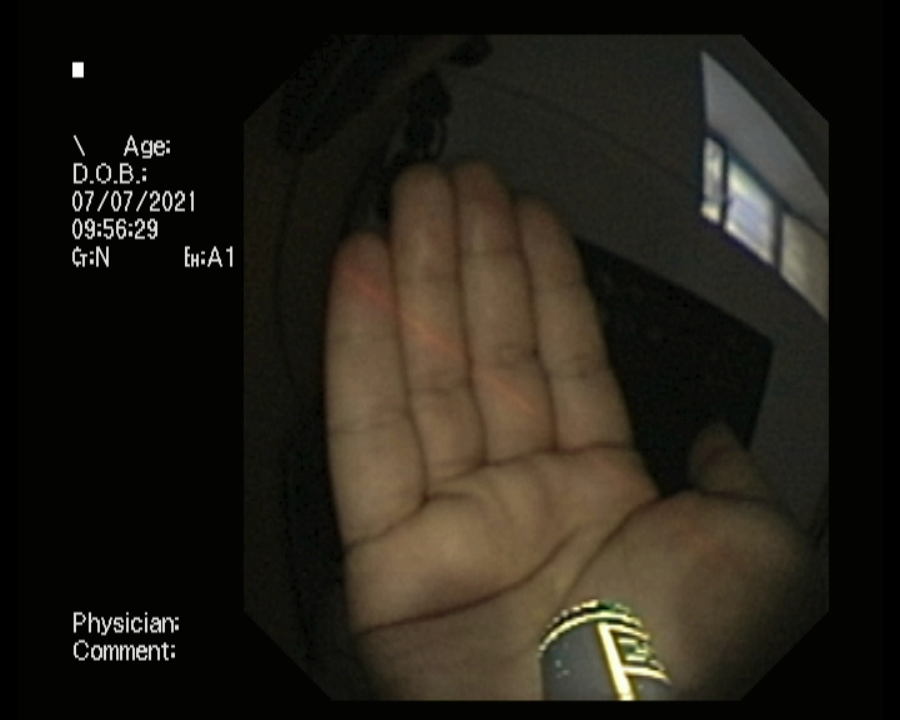 \ Age:
D.O.B.:
07/07/2021
09:56:29
Cr:N EH:A1
Physician:
Comment: